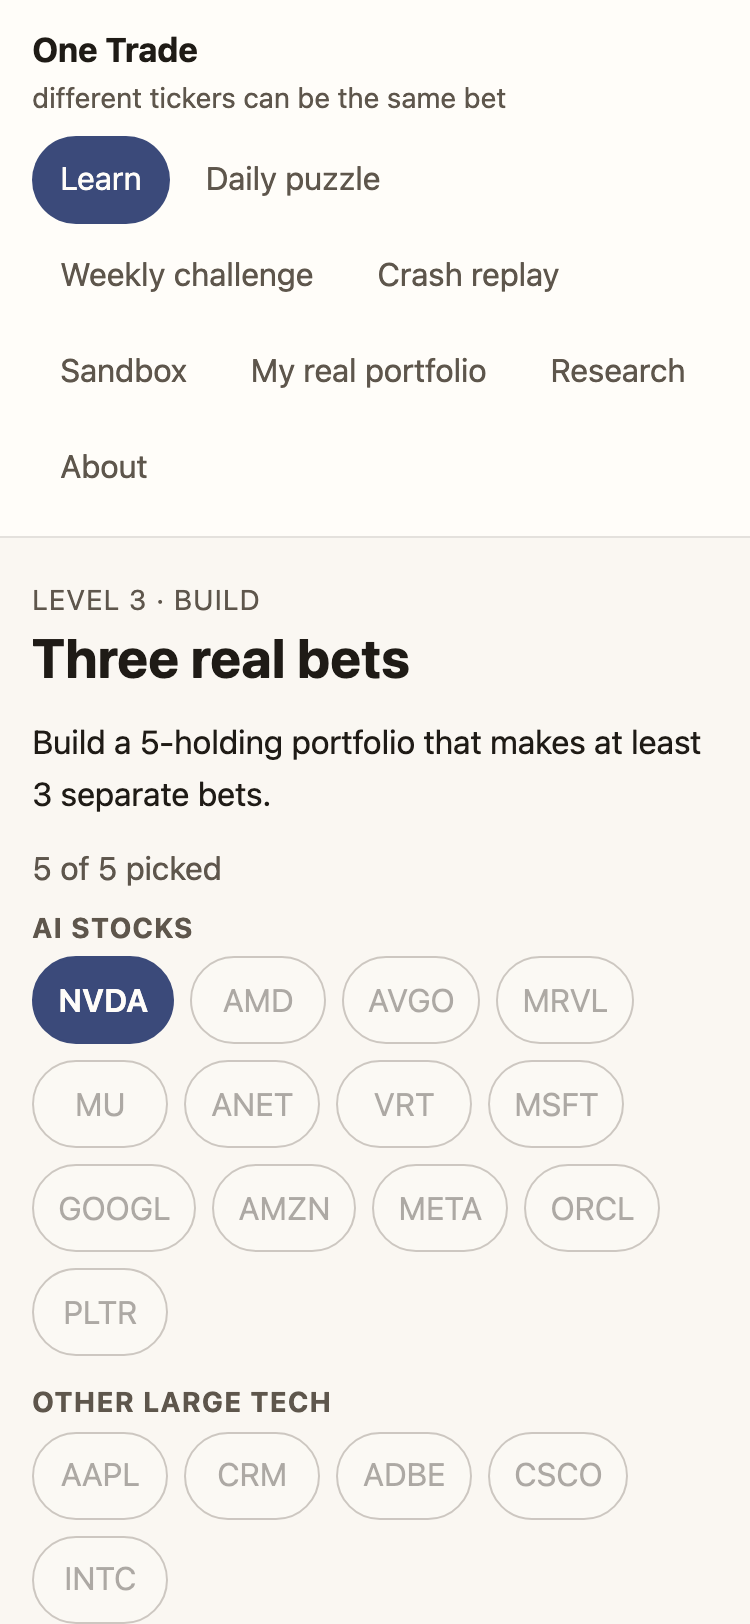 One Trade
different tickers can be the same bet
Learn Daily puzzle
Weekly challenge Crash replay
Sandbox My real portfolio Research
About
LEVEL 3 · BUILD
Three real bets
Build a 5-holding portfolio that makes at least
3 separate bets.
5 of 5 picked
AI STOCKS
NVDA AMD AVGO MRVL
MU ANET VRT MSFT
GOOGL AMZN META ORCL
PLTR
OTHER LARGE TECH
AAPL CRM ADBE CSCO
INTC